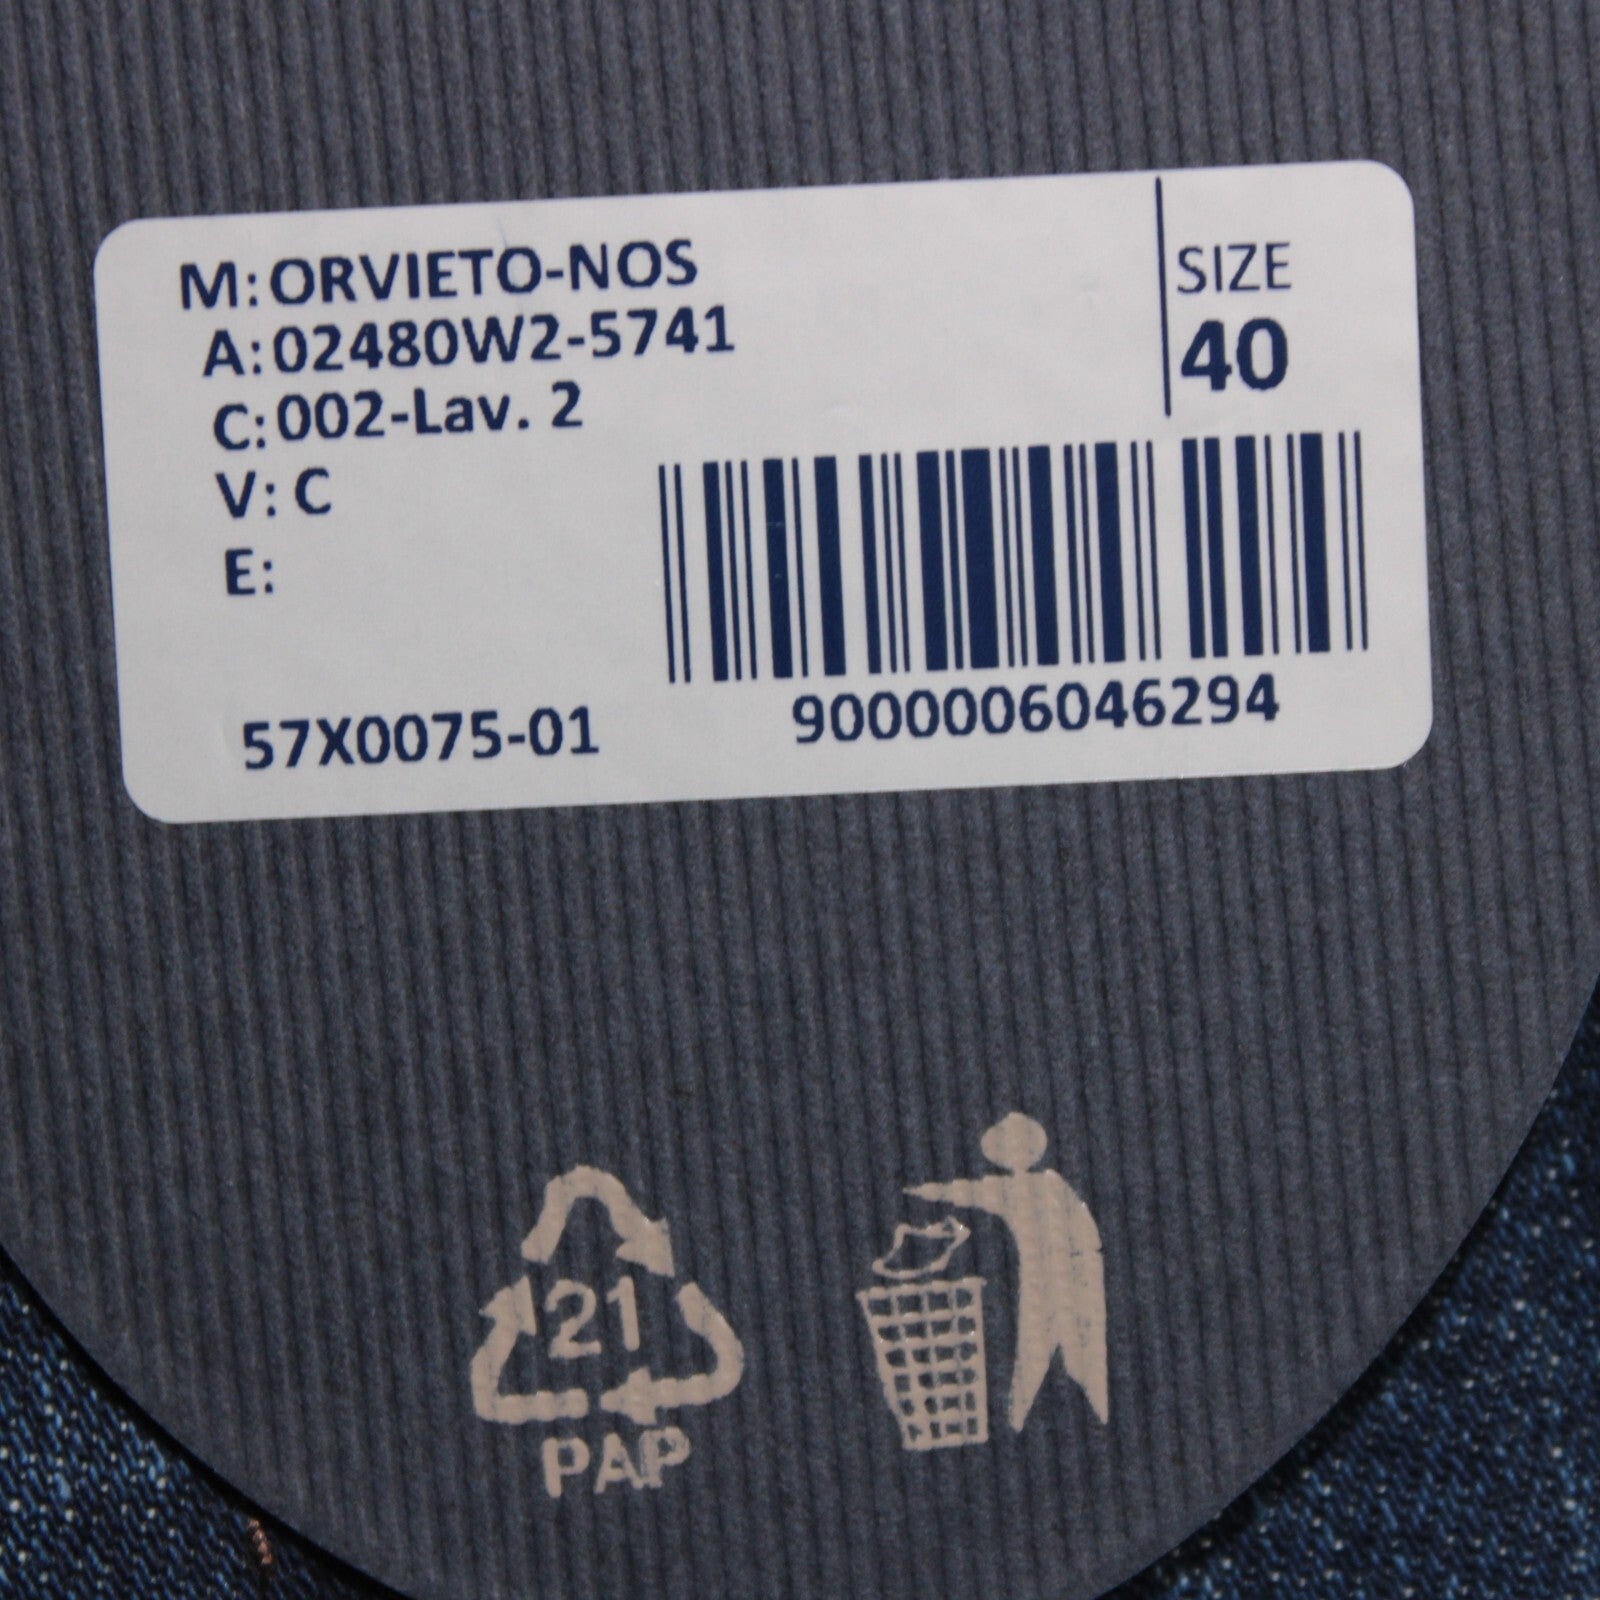 M: ORVIETO-NOS
A: 02480W2-5741
C: 002-Lav. 2
V: C
E:
SIZE
40
57X0075-01
9000006046294
21
PAP